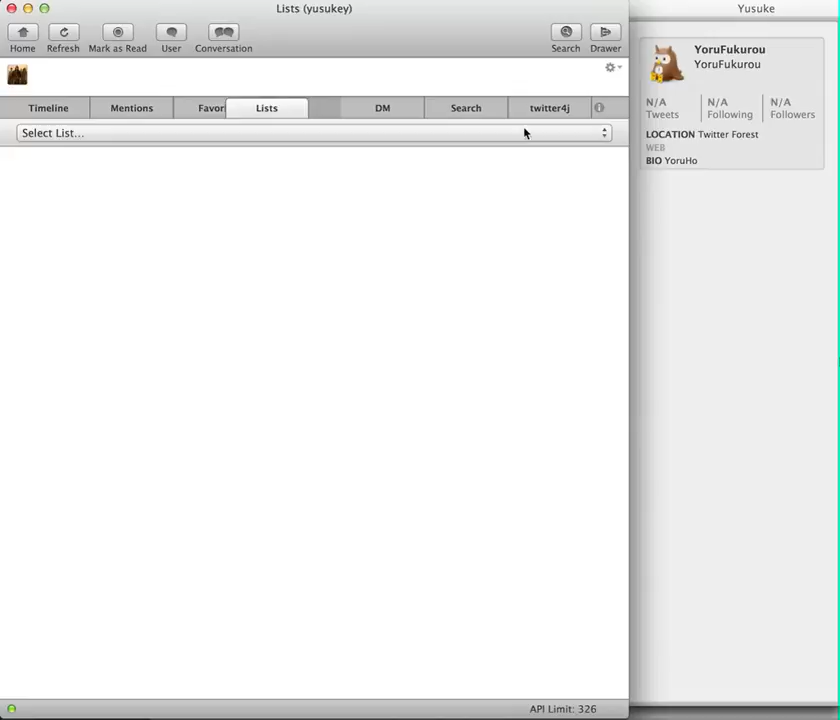 Lists (yusukey)
Yusuke
Home
Refresh
Mark as Read
User
Conversation
Search
Drawer
YoruFukurou
YoruFukurou
N/A
Tweets
N/A
Following
N/A
Followers
LOCATION Twitter Forest
WEB
BIO YoruHo
Timeline
Mentions
Favor
Lists
DM
Search
twitter4j
Select List...
API Limit: 326